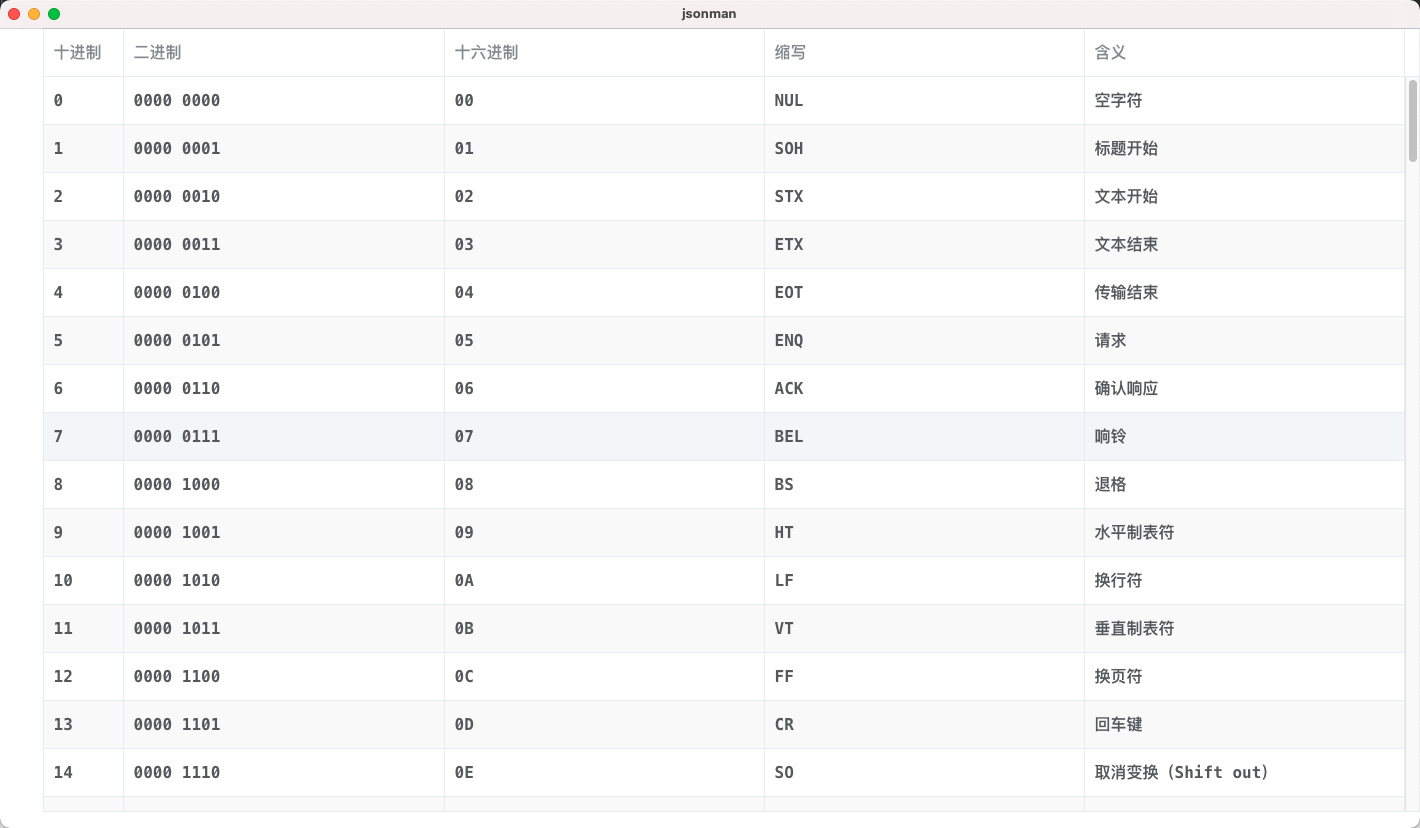 jsonman
十进制 二进制 十六进制 缩写 含义
0 0000 0000 00 NUL 空字符
1 0000 0001 01 SOH 标题开始
2 0000 0010 02 STX 文本开始
3 0000 0011 03 ETX 文本结束
4 0000 0100 04 EOT 传输结束
5 0000 0101 05 ENQ 请求
6 0000 0110 06 ACK 确认响应
7 0000 0111 07 BEL 响铃
8 0000 1000 08 BS 退格
9 0000 1001 09 HT 水平制表符
10 0000 1010 0A LF 换行符
11 0000 1011 0B VT 垂直制表符
12 0000 1100 0C FF 换页符
13 0000 1101 0D CR 回车键
14 0000 1110 0E SO 取消变换（Shift out）